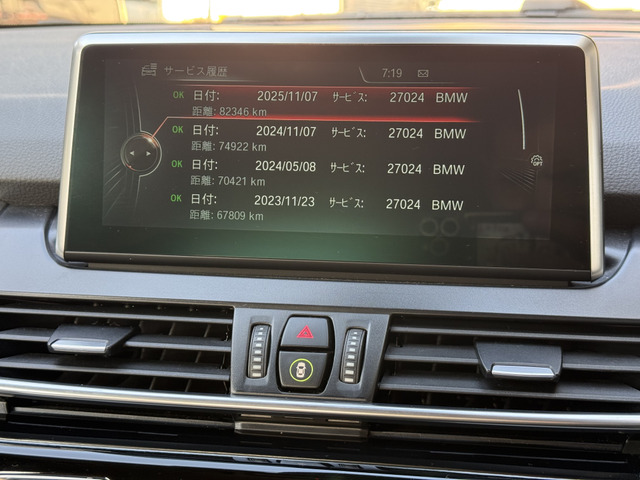 サービス履歴 7:19
OK 日付: 2025/11/07 ｻｰﾋﾞｽ: 27024 BMW
距離: 82346 km
OK 日付: 2024/11/07 ｻｰﾋﾞｽ: 27024 BMW
距離: 74922 km
OK 日付: 2024/05/08 ｻｰﾋﾞｽ: 27024 BMW
距離: 70421 km
OK 日付: 2023/11/23 ｻｰﾋﾞｽ: 27024 BMW
距離: 67809 km